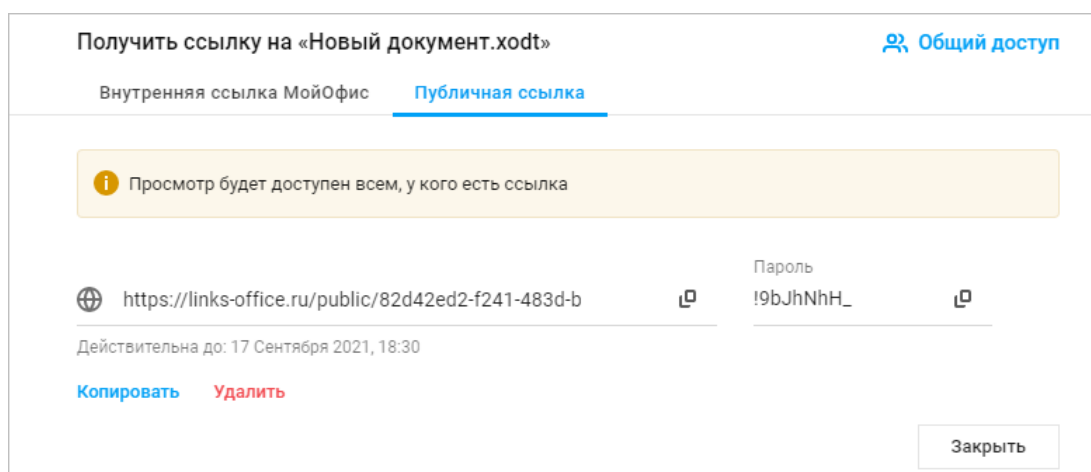 Получить ссылку на «Новый документ.xodt»
Общий доступ
Внутренняя ссылка МойОфис
Публичная ссылка
Просмотр будет доступен всем, у кого есть ссылка
Пароль
https://links-office.ru/public/82d42ed2-f241-483d-b
!9bJhNhH_
Действительна до: 17 Сентября 2021, 18:30
Копировать
Удалить
Закрыть